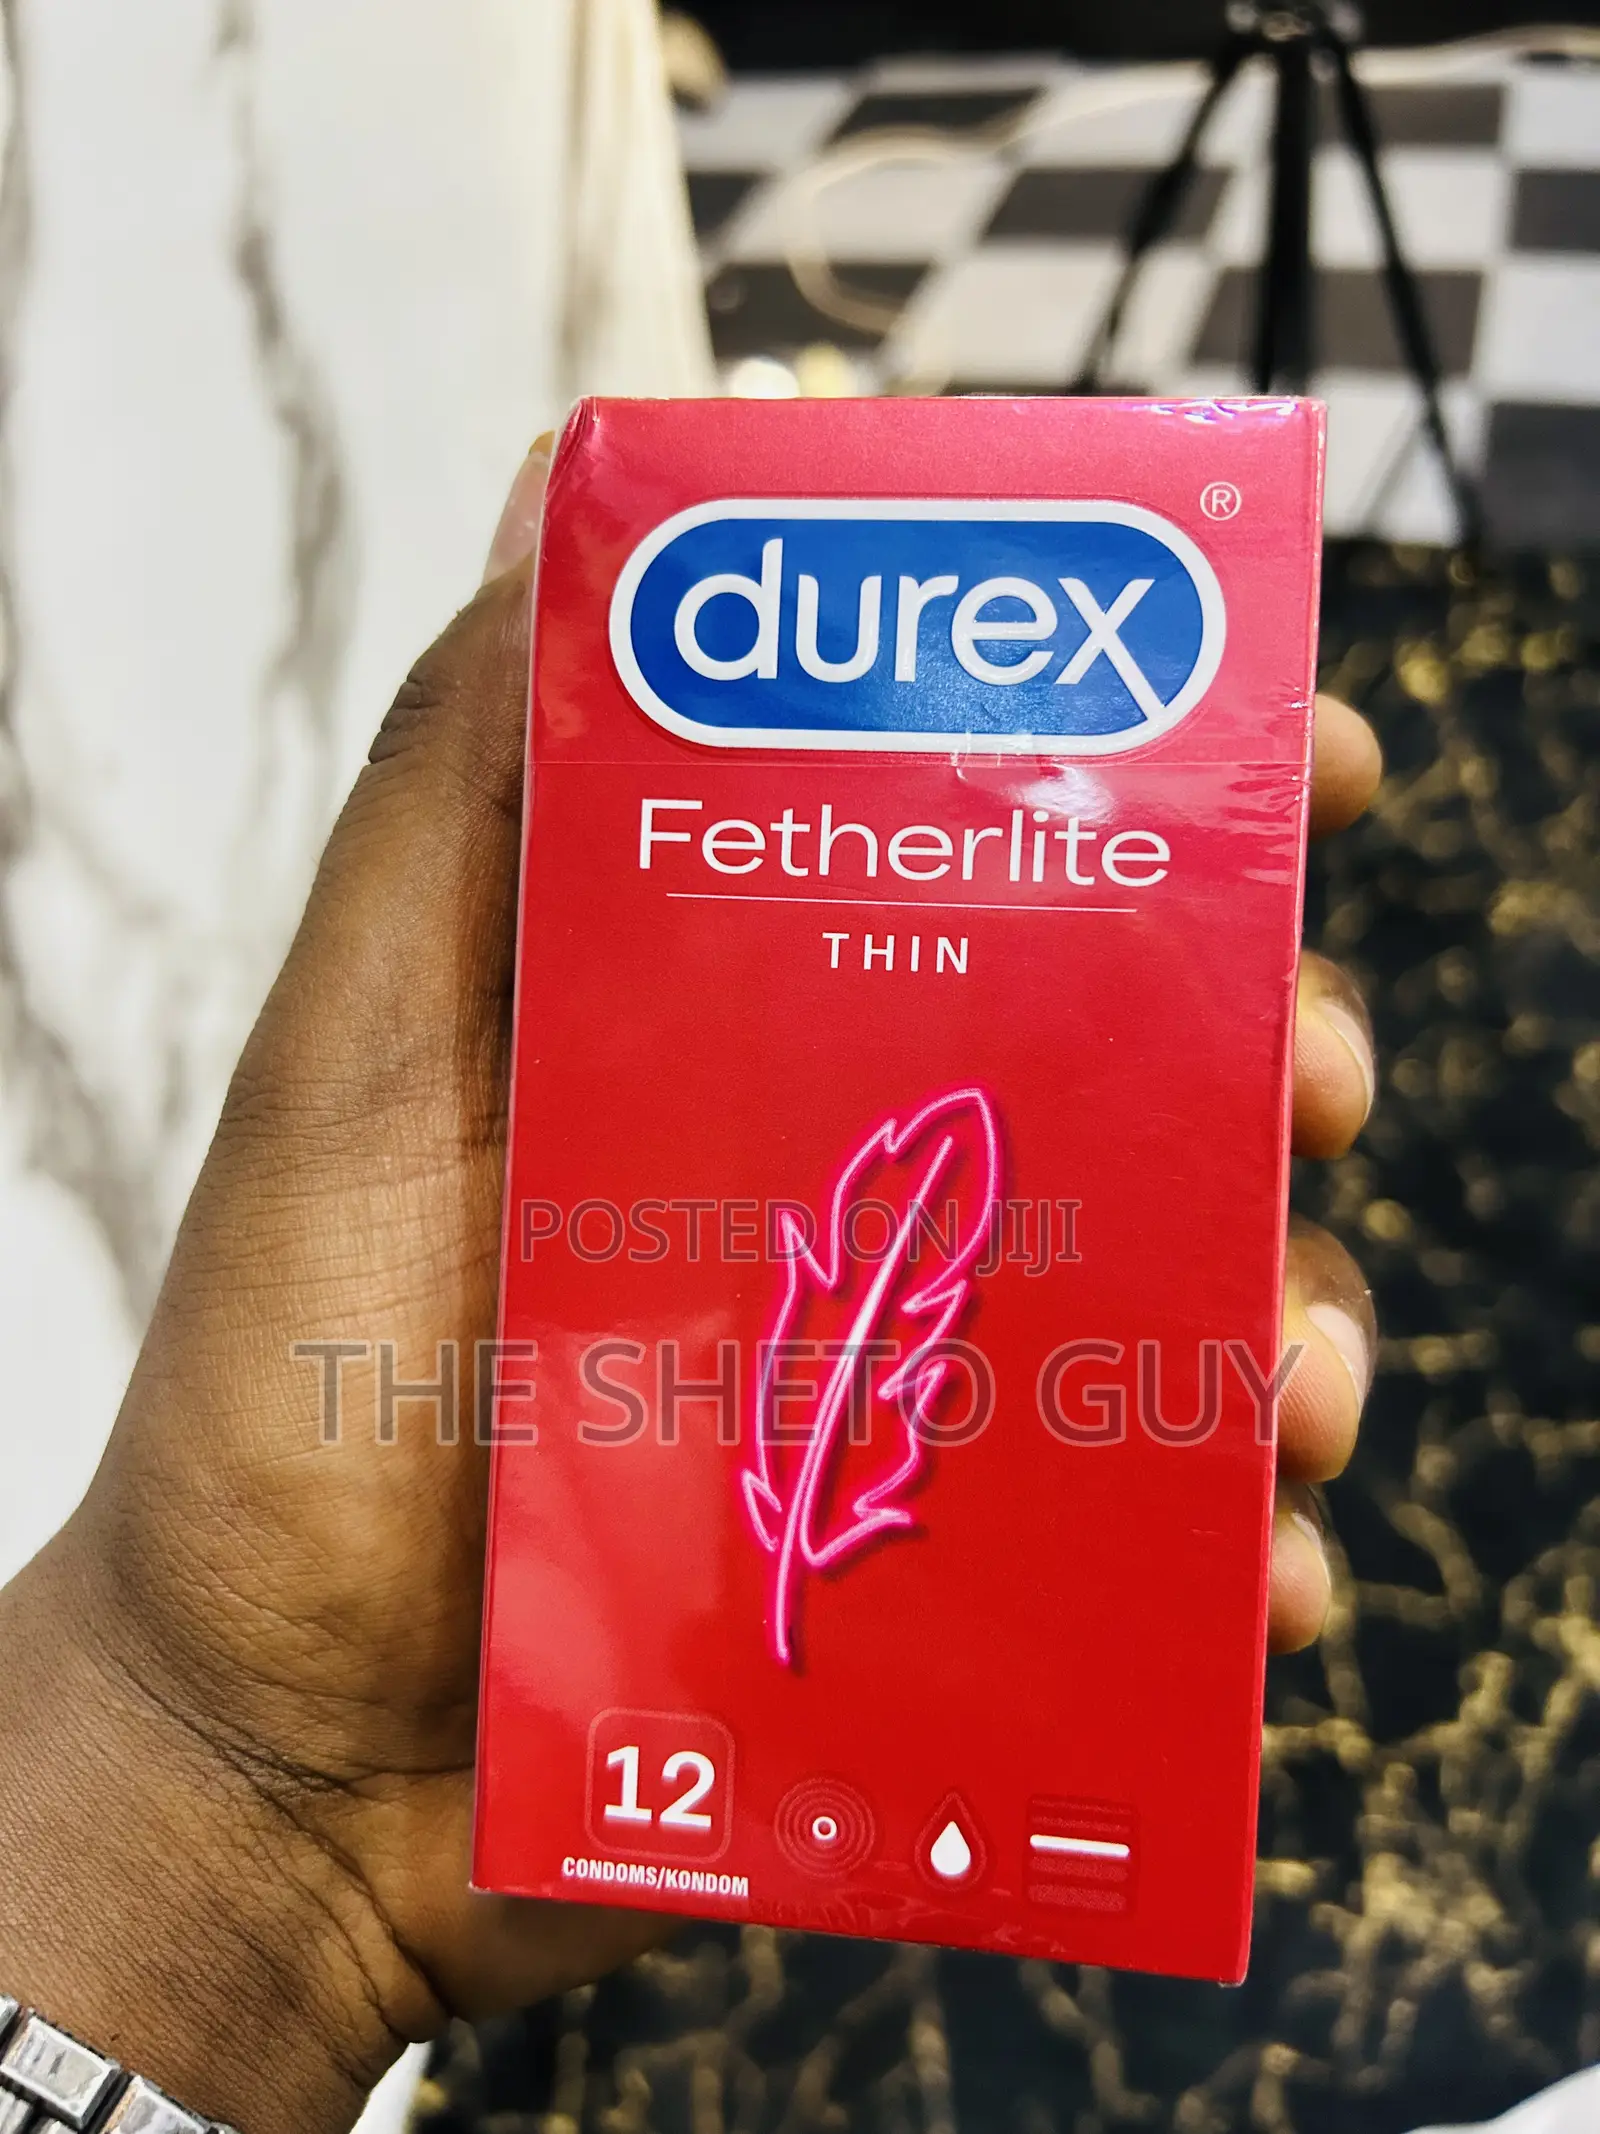 ®
durex
Fetherlite
THIN
POSTED ON JIJI
THE SHETO GUY
12
CONDOMS/KONDOM